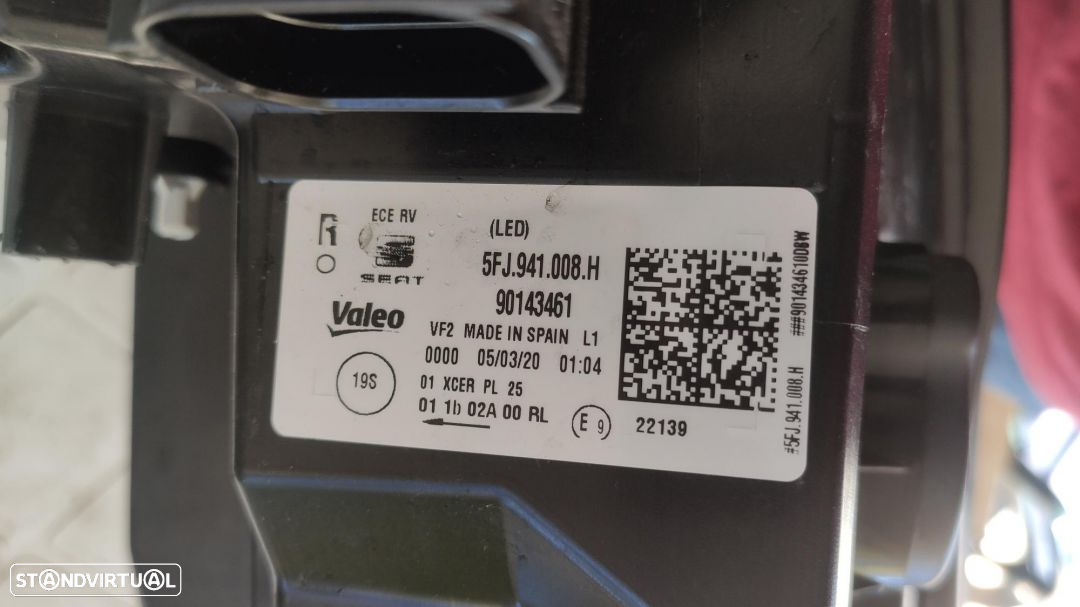 R
ECE RV
(LED)
SEAT
5FJ.941.008.H
90143461
Valeo
VF2 MADE IN SPAIN L1
0000 05/03/20 01:04
19S
01 XCER PL 25
01 1b 02A 00 RL
E 9
22139
#5FJ.941.008.H ###90143461008W
STANDVIRTUAL